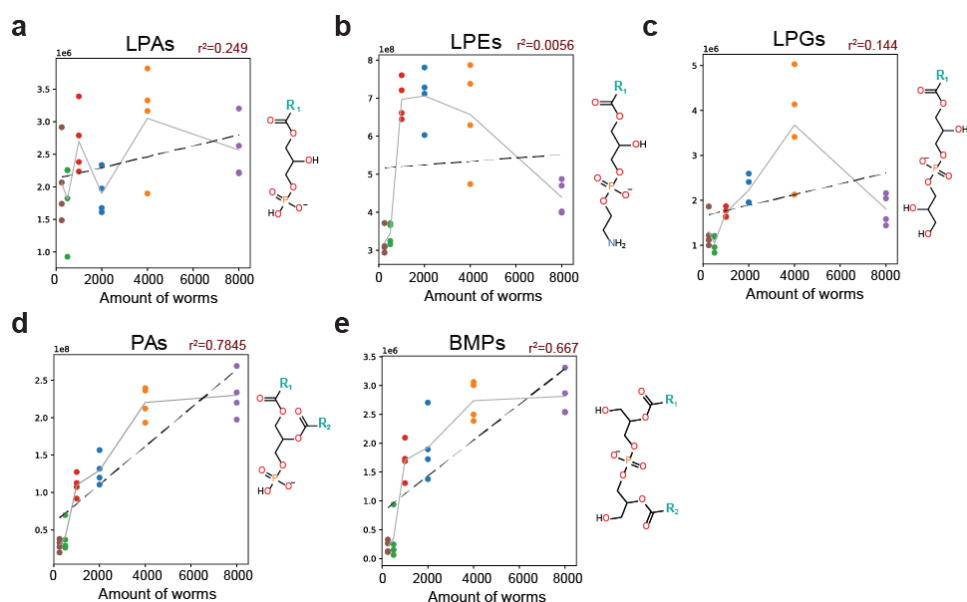 a
LPAs
r²=0.249
1e6
3.5
3.0
2.5
2.0
1.5
1.0
0 2000 4000 6000 8000
Amount of worms
R₁
O
O
OH
O
O
P
HO
O⁻
b
LPEs
r²=0.0056
1e8
8
7
6
5
4
3
0 2000 4000 6000 8000
Amount of worms
R₁
O
O
OH
O
O
P
O⁻
O
NH₂
c
LPGs
r²=0.144
1e6
5
4
3
2
1
0 2000 4000 6000 8000
Amount of worms
R₁
O
O
OH
O
O⁻
P
O
O
HO
HO
d
PAs
r²=0.7845
1e8
2.5
2.0
1.5
1.0
0.5
0 2000 4000 6000 8000
Amount of worms
R₁
O
O
O
O
R₂
O
O
P
HO
O⁻
e
BMPs
r²=0.667
1e6
3.5
3.0
2.5
2.0
1.5
1.0
0.5
0.0
0 2000 4000 6000 8000
Amount of worms
HO
O
R₁
O
O
O⁻
P
O
O
O
R₂
HO
O